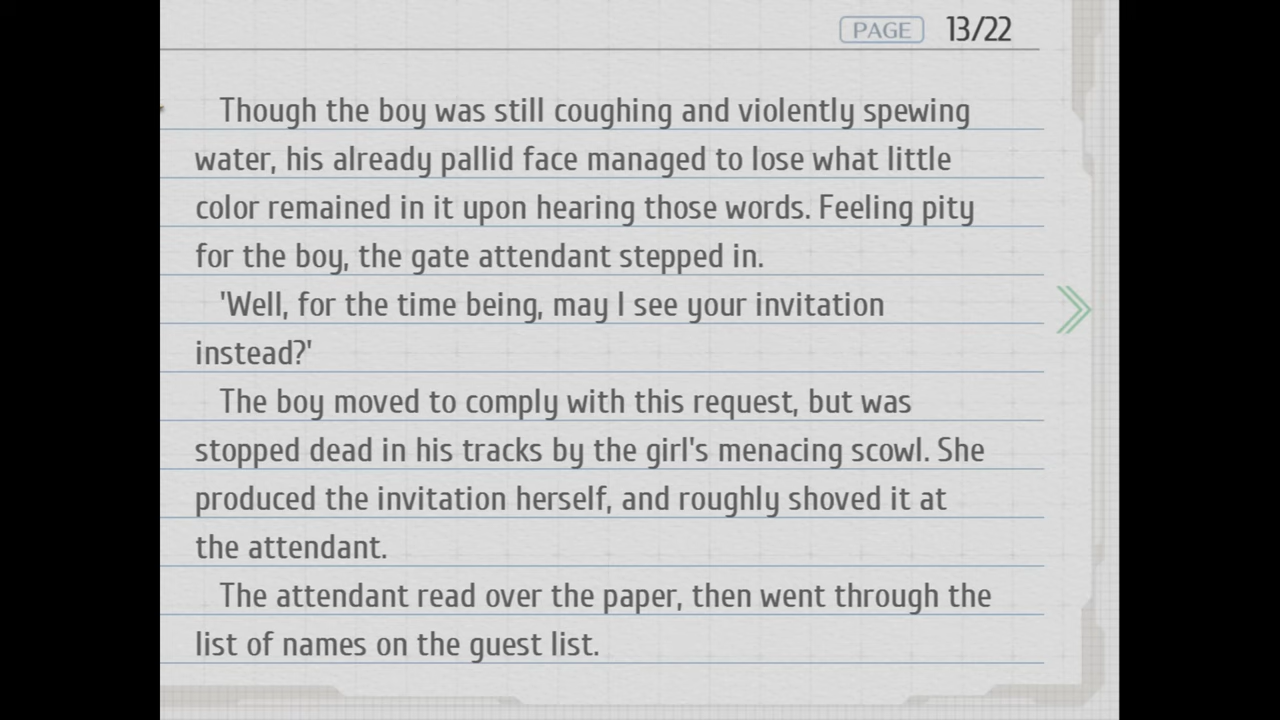 PAGE 13/22
Though the boy was still coughing and violently spewing
water, his already pallid face managed to lose what little
color remained in it upon hearing those words. Feeling pity
for the boy, the gate attendant stepped in.
'Well, for the time being, may I see your invitation
instead?'
The boy moved to comply with this request, but was
stopped dead in his tracks by the girl's menacing scowl. She
produced the invitation herself, and roughly shoved it at
the attendant.
The attendant read over the paper, then went through the
list of names on the guest list.